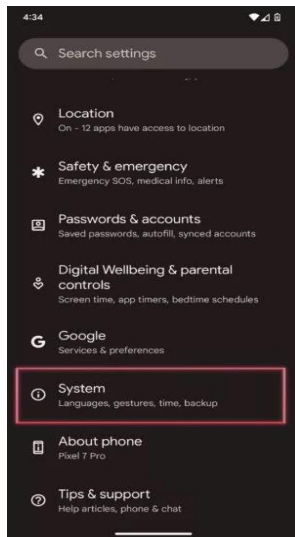 4:34
Search settings
Location
On - 12 apps have access to location
Safety & emergency
Emergency SOS, medical info, alerts
Passwords & accounts
Saved passwords, autofill, synced accounts
Digital Wellbeing & parental
controls
Screen time, app timers, bedtime schedules
Google
Services & preferences
System
Languages, gestures, time, backup
About phone
Pixel 7 Pro
Tips & support
Help articles, phone & chat